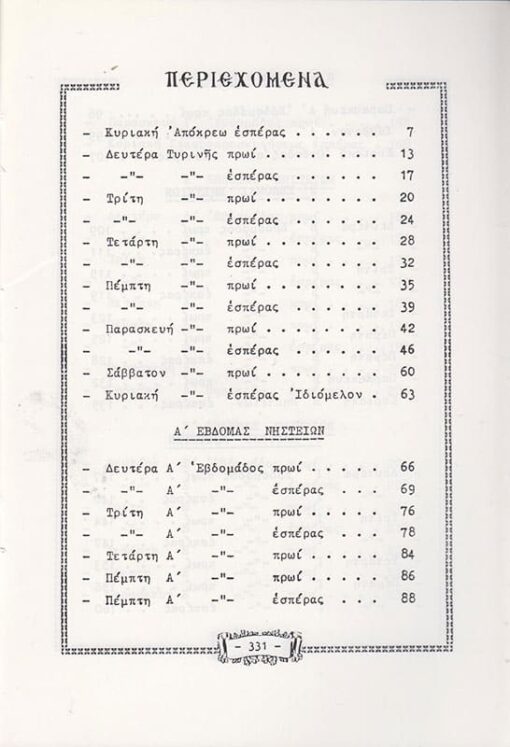 ΠΕΡΙΕΧΟΜΕΝΑ
- Κυριακή Ἀπόκρεω ἑσπέρας . . . . . . 7
- Δευτέρα Τυρινῆς πρωί . . . . . . . . 13
- -"- -"- ἑσπέρας . . . . . . 17
- Τρίτη -"- πρωί . . . . . . . . 20
- -"- -"- ἑσπέρας . . . . . . 24
- Τετάρτη -"- πρωί . . . . . . . . 28
- -"- -"- ἑσπέρας . . . . . . 32
- Πέμπτη -"- πρωί . . . . . . . . 35
- -"- -"- ἑσπέρας . . . . . . 39
- Παρασκευή -"- πρωί . . . . . . . . 42
-"- -"- ἑσπέρας . . . . . . 46
- Σάββατον -"- πρωί . . . . . . . . 60
- Κυριακή -"- ἑσπέρας Ἰδιόμελον . 63
Α´ ΕΒΔΟΜΑΣ ΝΗΣΤΕΙΩΝ
- Δευτέρα Α´ Ἑβδομάδος πρωί . . . . . 66
- -"- Α´ -"- ἑσπέρας . . . 69
- Τρίτη Α´ -"- πρωί . . . . . 76
- -"- Α´ -"- ἑσπέρας . . . 78
- Τετάρτη Α´ -"- πρωί . . . . . 84
- Πέμπτη Α´ -"- πρωί . . . . . 86
- Πέμπτη Α´ -"- ἑσπέρας . . . 88
- 331 -